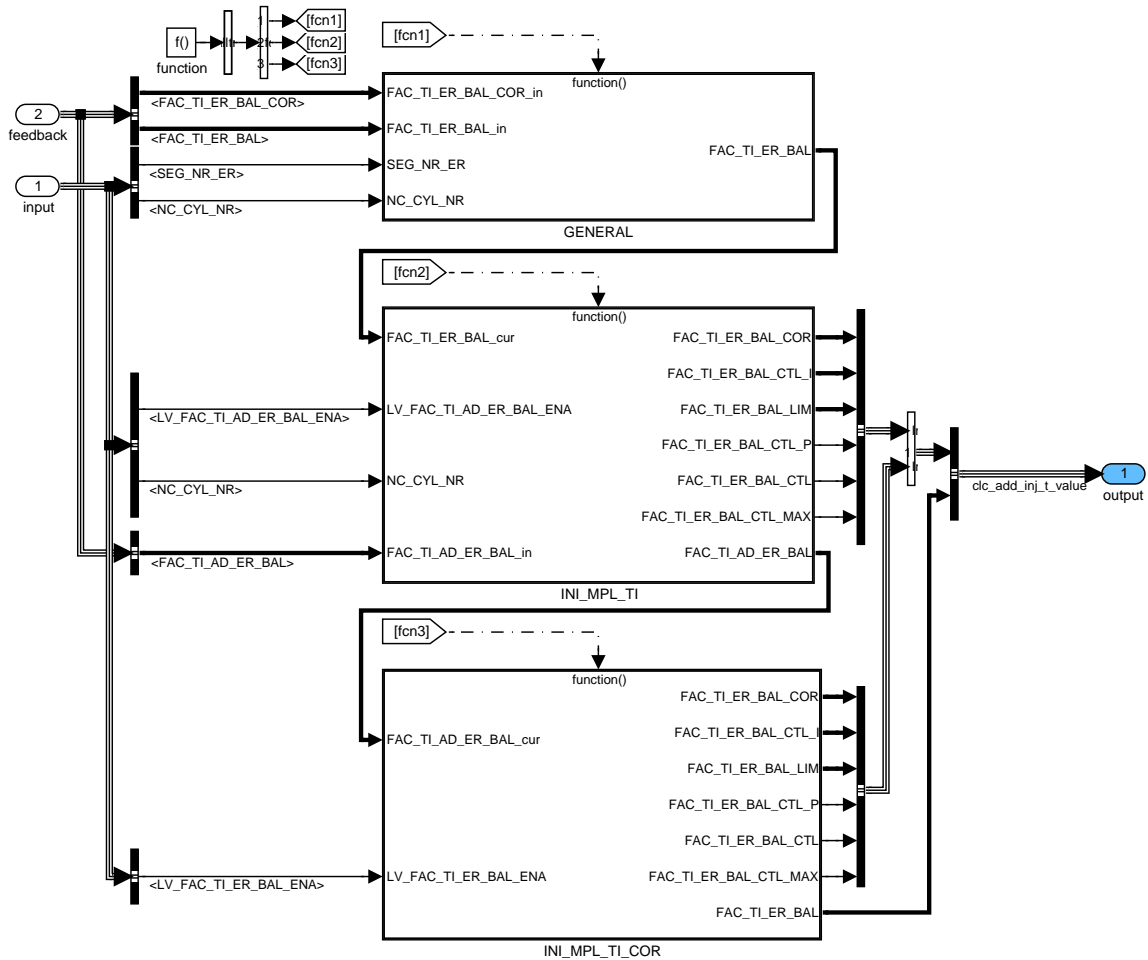 f()
function
1
2
3
[fcn1]
[fcn2]
[fcn3]
[fcn1]
function()
2
feedback
1
input
<FAC_TI_ER_BAL_COR>
<FAC_TI_ER_BAL>
<SEG_NR_ER>
<NC_CYL_NR>
FAC_TI_ER_BAL_COR_in
FAC_TI_ER_BAL_in
SEG_NR_ER
NC_CYL_NR
FAC_TI_ER_BAL
GENERAL
[fcn2]
function()
<LV_FAC_TI_AD_ER_BAL_ENA>
<NC_CYL_NR>
<FAC_TI_AD_ER_BAL>
FAC_TI_ER_BAL_cur
LV_FAC_TI_AD_ER_BAL_ENA
NC_CYL_NR
FAC_TI_AD_ER_BAL_in
FAC_TI_ER_BAL_COR
FAC_TI_ER_BAL_CTL_I
FAC_TI_ER_BAL_LIM
FAC_TI_ER_BAL_CTL_P
FAC_TI_ER_BAL_CTL
FAC_TI_ER_BAL_CTL_MAX
FAC_TI_AD_ER_BAL
INI_MPL_TI
clc_add_inj_t_value
1
output
[fcn3]
function()
<LV_FAC_TI_ER_BAL_ENA>
FAC_TI_AD_ER_BAL_cur
LV_FAC_TI_ER_BAL_ENA
FAC_TI_ER_BAL_COR
FAC_TI_ER_BAL_CTL_I
FAC_TI_ER_BAL_LIM
FAC_TI_ER_BAL_CTL_P
FAC_TI_ER_BAL_CTL
FAC_TI_ER_BAL_CTL_MAX
FAC_TI_ER_BAL
INI_MPL_TI_COR